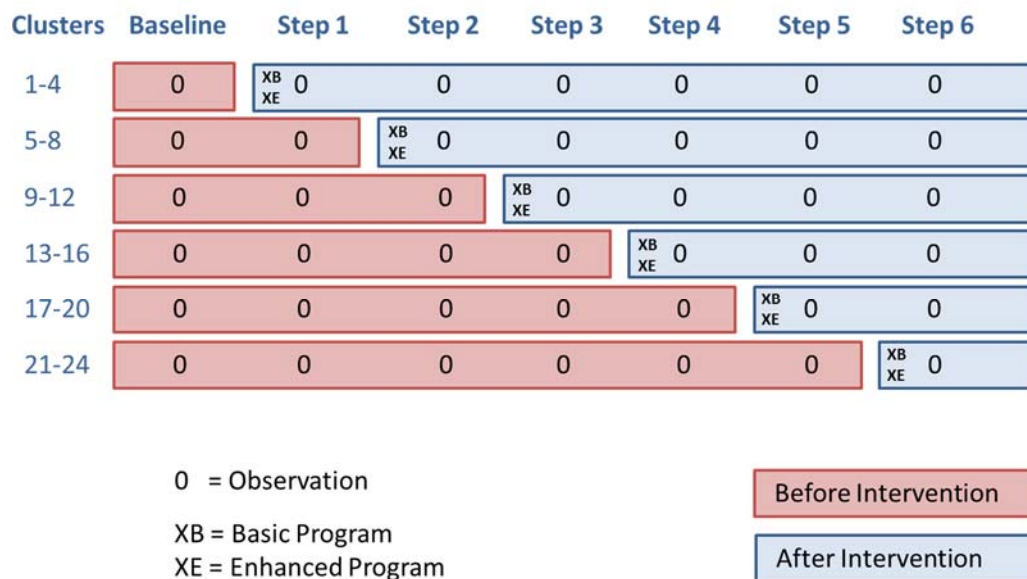 Clusters Baseline Step 1 Step 2 Step 3 Step 4 Step 5 Step 6
1-4 0 XB XE 0 0 0 0 0 0
5-8 0 0 XB XE 0 0 0 0 0
9-12 0 0 0 XB XE 0 0 0 0
13-16 0 0 0 0 XB XE 0 0 0
17-20 0 0 0 0 0 XB XE 0 0
21-24 0 0 0 0 0 0 XB XE 0
0 = Observation
XB = Basic Program
XE = Enhanced Program
Before Intervention
After Intervention